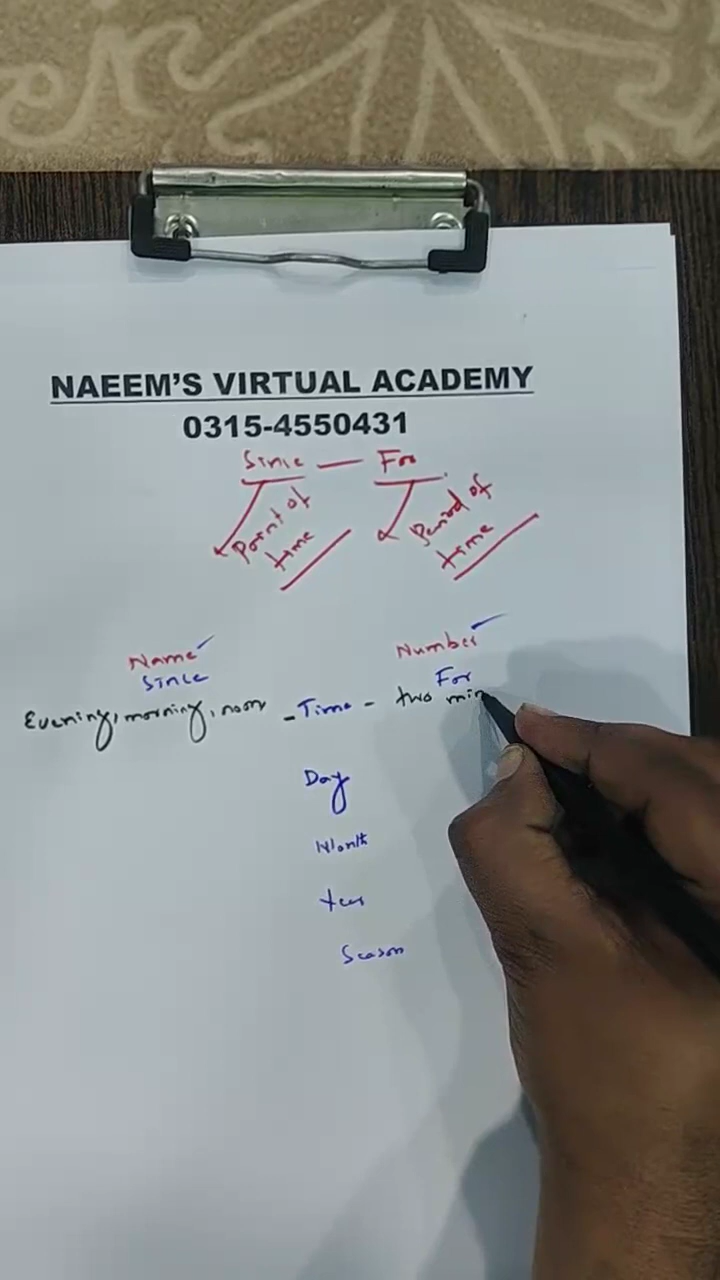 NAEEM'S VIRTUAL ACADEMY
0315-4550431
Since — For
Point of time
Period of time
Name Number
Since For
Evening, morning, noon - Time - two min
Day
Month
Year
Season